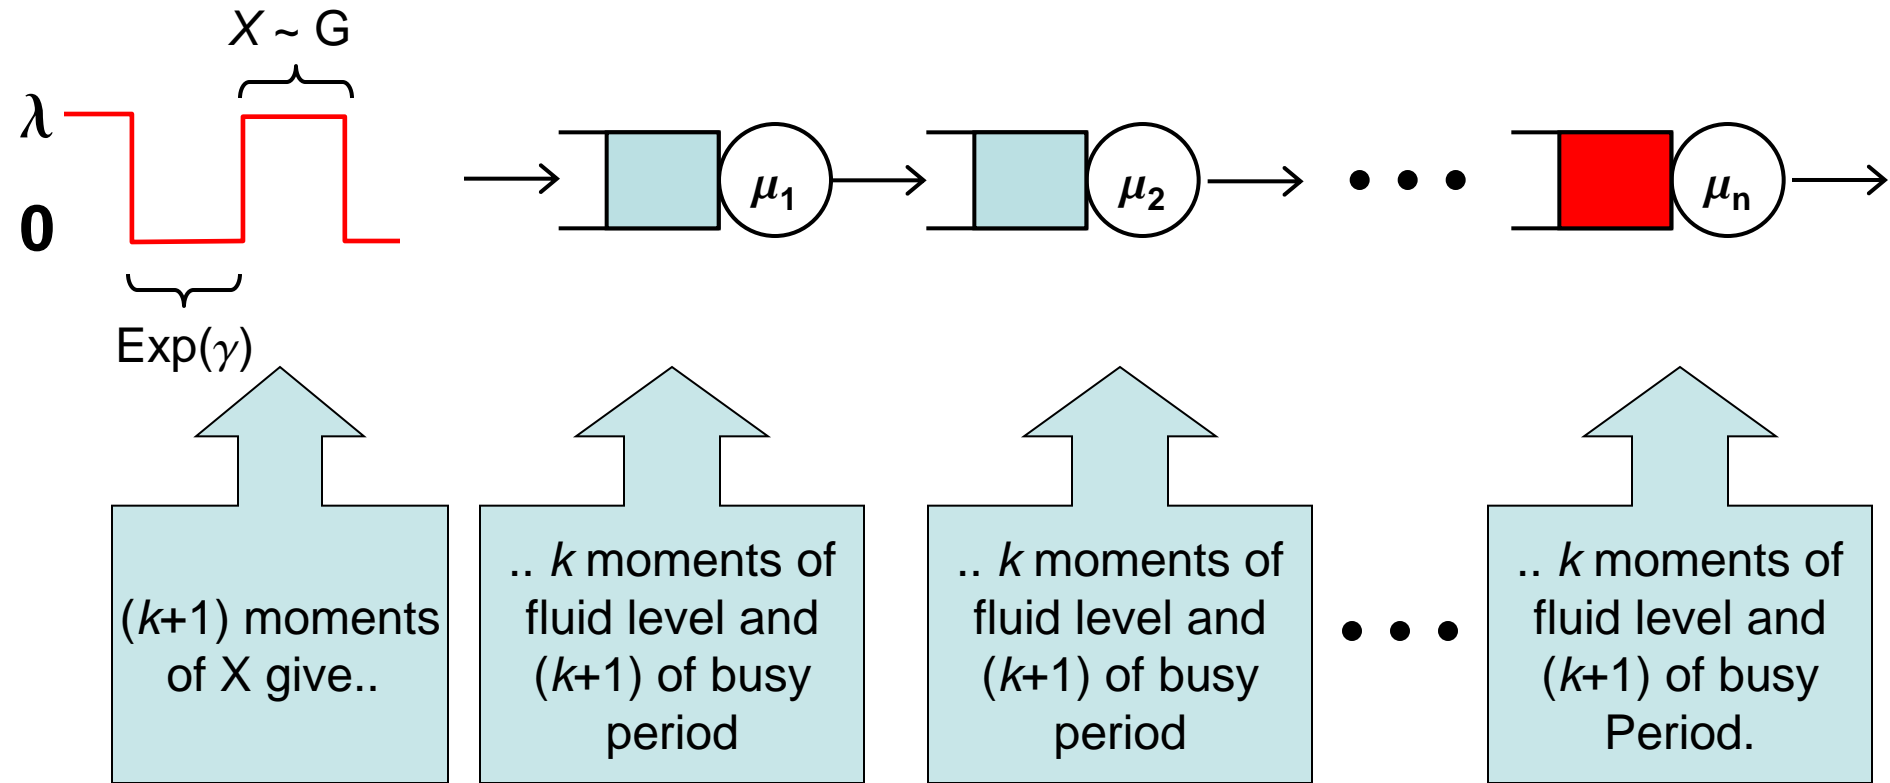 X ~ G
λ
0
Exp(γ)
μ1
μ2
μn
(k+1) moments
of X give..
.. k moments of
fluid level and
(k+1) of busy
period
.. k moments of
fluid level and
(k+1) of busy
period
.. k moments of
fluid level and
(k+1) of busy
Period.